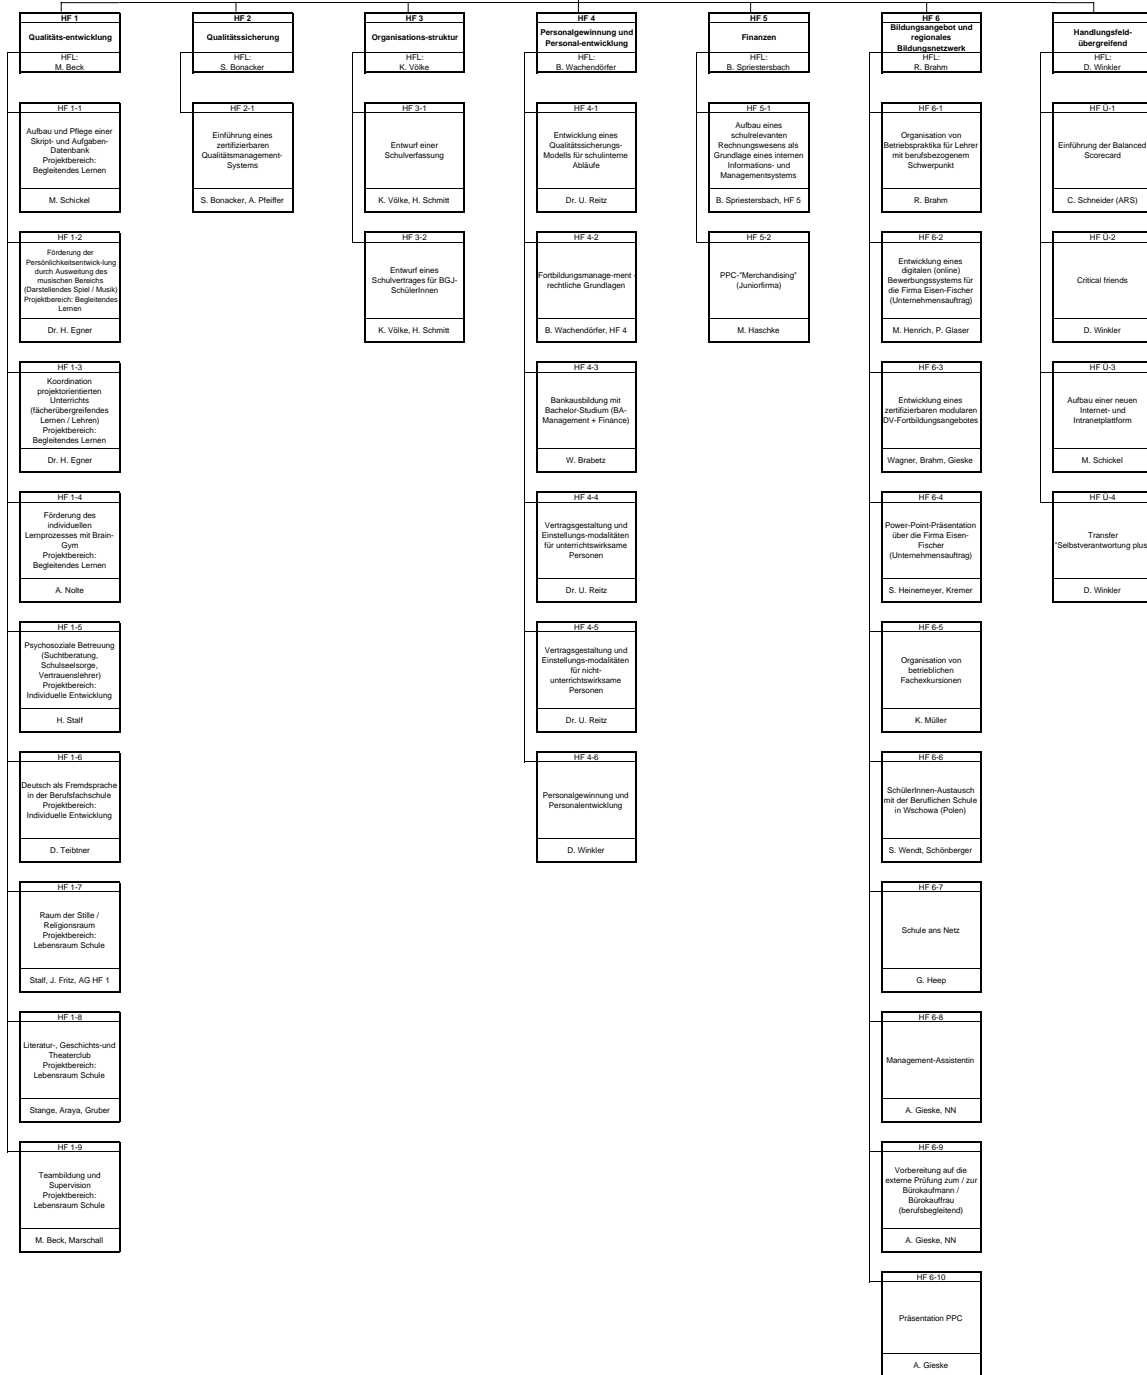 HF 1
Qualitäts-entwicklung
HFL:
M. Beck
HF 1-1
Aufbau und Pflege einer
Skript- und Aufgaben-
Datenbank
Projektbereich:
Begleitendes Lernen
M. Schickel
HF 1-2
Förderung der
Persönlichkeitsentwick-lung
durch Ausweitung des
musischen Bereichs
(Darstellendes Spiel / Musik)
Projektbereich: Begleitendes
Lernen
Dr. H. Egner
HF 1-3
Koordination
projektorientierten
Unterrichts
(fächerübergreifendes
Lernen / Lehren)
Projektbereich:
Begleitendes Lernen
Dr. H. Egner
HF 1-4
Förderung des
individuellen
Lernprozesses mit Brain-
Gym
Projektbereich:
Begleitendes Lernen
A. Nolte
HF 1-5
Psychosoziale Betreuung
(Suchtberatung,
Schulseelsorge,
Vertrauenslehrer)
Projektbereich:
Individuelle Entwicklung
H. Stalf
HF 1-6
Deutsch als Fremdsprache
in der Berufsfachschule
Projektbereich:
Individuelle Entwicklung
D. Teibtner
HF 1-7
Raum der Stille /
Religionsraum
Projektbereich:
Lebensraum Schule
Stalf, J. Fritz, AG HF 1
HF 1-8
Literatur-, Geschichts-und
Theaterclub
Projektbereich:
Lebensraum Schule
Stange, Araya, Gruber
HF 1-9
Teambildung und
Supervision
Projektbereich:
Lebensraum Schule
M. Beck, Marschall
HF 2
Qualitätssicherung
HFL:
S. Bonacker
HF 2-1
Einführung eines
zertifizierbaren
Qualitätsmanagement-
Systems
S. Bonacker, A. Pfeiffer
HF 3
Organisations-struktur
HFL:
K. Völke
HF 3-1
Entwurf einer
Schulverfassung
K. Völke, H. Schmitt
HF 3-2
Entwurf eines
Schulvertrages für BGJ-
SchülerInnen
K. Völke, H. Schmitt
HF 4
Personalgewinnung und
Personal-entwicklung
HFL:
B. Wachendörfer
HF 4-1
Entwicklung eines
Qualitätssicherungs-
Modells für schulinterne
Abläufe
Dr. U. Reitz
HF 4-2
Fortbildungsmanage-ment -
rechtliche Grundlagen
B. Wachendörfer, HF 4
HF 4-3
Bankausbildung mit
Bachelor-Studium (BA-
Management + Finance)
W. Brabetz
HF 4-4
Vertragsgestaltung und
Einstellungs-modalitäten
für unterrichtswirksame
Personen
Dr. U. Reitz
HF 4-5
Vertragsgestaltung und
Einstellungs-modalitäten
für nicht-
unterrichtswirksame
Personen
Dr. U. Reitz
HF 4-6
Personalgewinnung und
Personalentwicklung
D. Winkler
HF 5
Finanzen
HFL:
B. Spriestersbach
HF 5-1
Aufbau eines
schulrelevanten
Rechnungswesens als
Grundlage eines internen
Informations- und
Managementsystems
B. Spriestersbach, HF 5
HF 5-2
PPC-"Merchandising"
(Juniorfirma)
M. Haschke
HF 6
Bildungsangebot und
regionales
Bildungsnetzwerk
HFL:
R. Brahm
HF 6-1
Organisation von
Betriebspraktika für Lehrer
mit berufsbezogenem
Schwerpunkt
R. Brahm
HF 6-2
Entwicklung eines
digitalen (online)
Bewerbungssystems für
die Firma Eisen-Fischer
(Unternehmensauftrag)
M. Henrich, P. Glaser
HF 6-3
Entwicklung eines
zertifizierbaren modularen
DV-Fortbildungsangebotes
Wagner, Brahm, Gieske
HF 6-4
Power-Point-Präsentation
über die Firma Eisen-
Fischer
(Unternehmensauftrag)
S. Heinemeyer, Kremer
HF 6-5
Organisation von
betrieblichen
Fachexkursionen
K. Müller
HF 6-6
SchülerInnen-Austausch
mit der Beruflichen Schule
in Wschowa (Polen)
S. Wendt, Schönberger
HF 6-7
Schule ans Netz
G. Heep
HF 6-8
Management-Assistentin
A. Gieske, NN
HF 6-9
Vorbereitung auf die
externe Prüfung zum / zur
Bürokaufmann /
Bürokauffrau
(berufsbegleitend)
A. Gieske, NN
HF 6-10
Präsentation PPC
A. Gieske
Handlungsfeld-
übergreifend
HFL:
D. Winkler
HF Ü-1
Einführung der Balanced
Scorecard
C. Schneider (ARS)
HF Ü-2
Critical friends
D. Winkler
HF Ü-3
Aufbau einer neuen
Internet- und
Intranetplattform
M. Schickel
HF Ü-4
Transfer
"Selbstverantwortung plus
D. Winkler